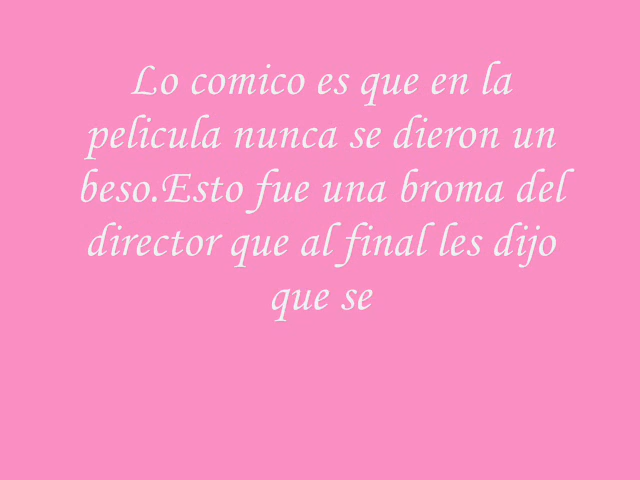 Lo comico es que en la
pelicula nunca se dieron un
beso.Esto fue una broma del
director que al final les dijo
que se